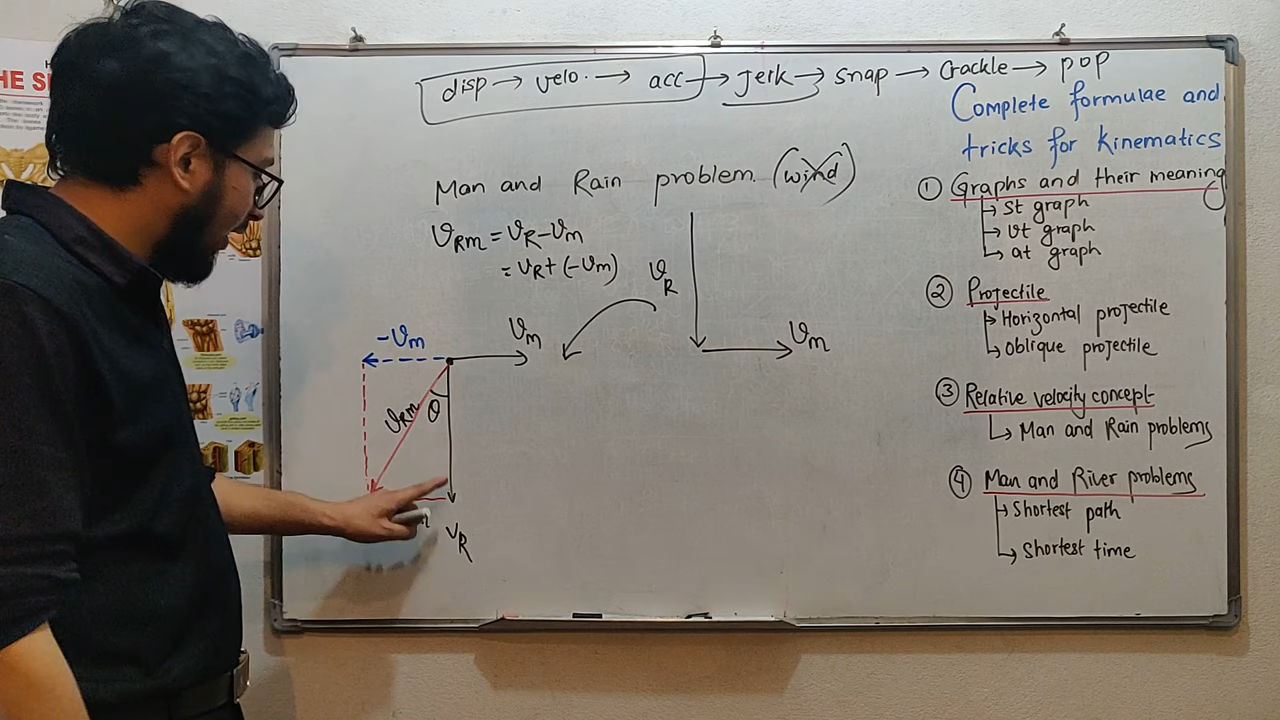 disp → velo. → acc → jerk → snap → crackle → pop
Complete formulae and
tricks for kinematics
Man and Rain problem. (wind)
𝒱Rm = 𝒱R - 𝒱m
= 𝒱R + (-𝒱m)
𝒱R
𝒱m
-𝒱m
𝒱m
𝒱Rm
θ
VR
① Graphs and their meaning
→ st graph
→ vt graph
→ at graph
② Projectile
→ Horizontal projectile
→ Oblique projectile
③ Relative velocity concept
→ Man and Rain problems
④ Man and River problems
→ shortest path
→ shortest time